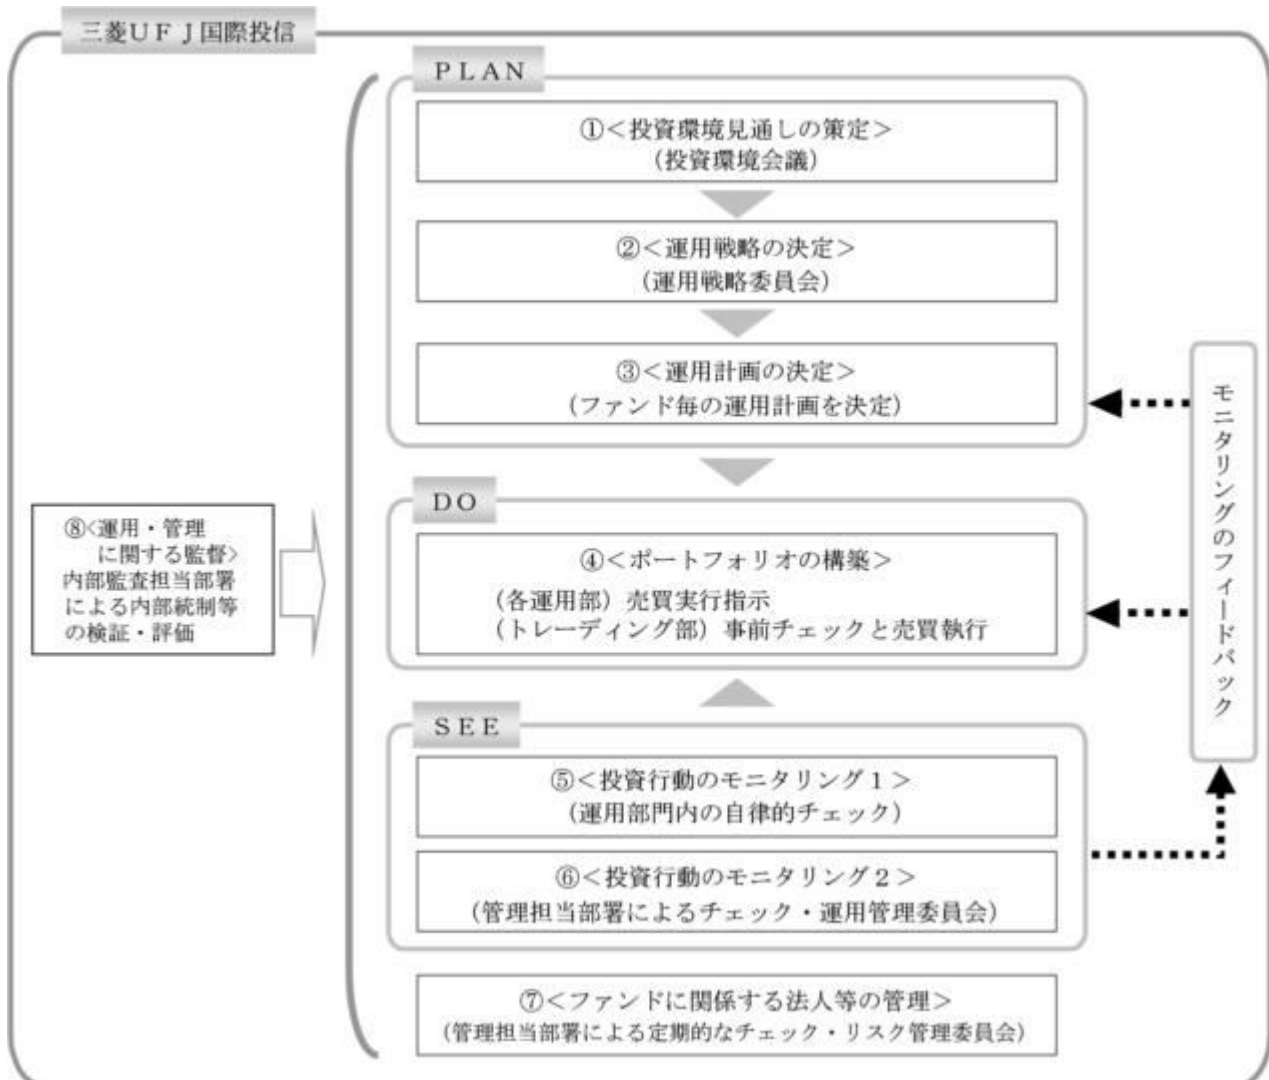 三菱ＵＦＪ国際投信
ＰＬＡＮ
①＜投資環境見通しの策定＞
（投資環境会議）
②＜運用戦略の決定＞
（運用戦略委員会）
③＜運用計画の決定＞
（ファンド毎の運用計画を決定）
ＤＯ
④＜ポートフォリオの構築＞
（各運用部）売買実行指示
（トレーディング部）事前チェックと売買執行
ＳＥＥ
⑤＜投資行動のモニタリング１＞
（運用部門内の自律的チェック）
⑥＜投資行動のモニタリング２＞
（管理担当部署によるチェック・運用管理委員会）
⑦＜ファンドに関係する法人等の管理＞
（管理担当部署による定期的なチェック・リスク管理委員会）
⑧<運用・管理
に関する監督>
内部監査担当部署
による内部統制等
の検証・評価
モニタリングのフィードバック